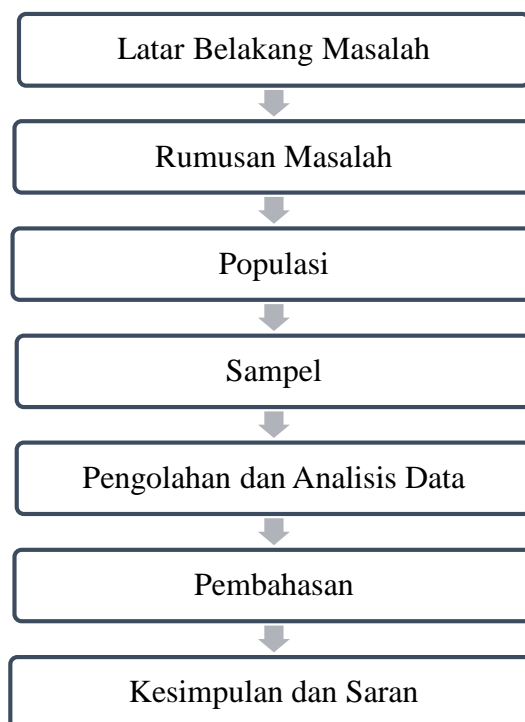 Latar Belakang Masalah
Rumusan Masalah
Populasi
Sampel
Pengolahan dan Analisis Data
Pembahasan
Kesimpulan dan Saran